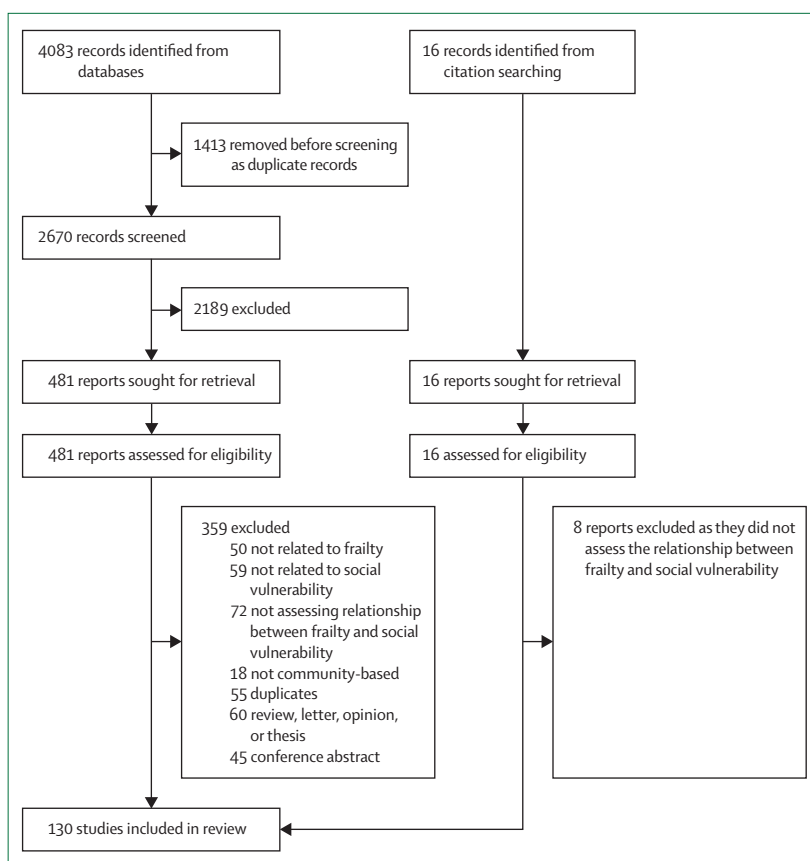 4083 records identified from
databases
16 records identified from
citation searching
1413 removed before screening
as duplicate records
2670 records screened
2189 excluded
481 reports sought for retrieval
16 reports sought for retrieval
481 reports assessed for eligibility
16 assessed for eligibility
359 excluded
50 not related to frailty
59 not related to social
vulnerability
72 not assessing relationship
between frailty and social
vulnerability
18 not community-based
55 duplicates
60 review, letter, opinion,
or thesis
45 conference abstract
8 reports excluded as they did not
assess the relationship between
frailty and social vulnerability
130 studies included in review